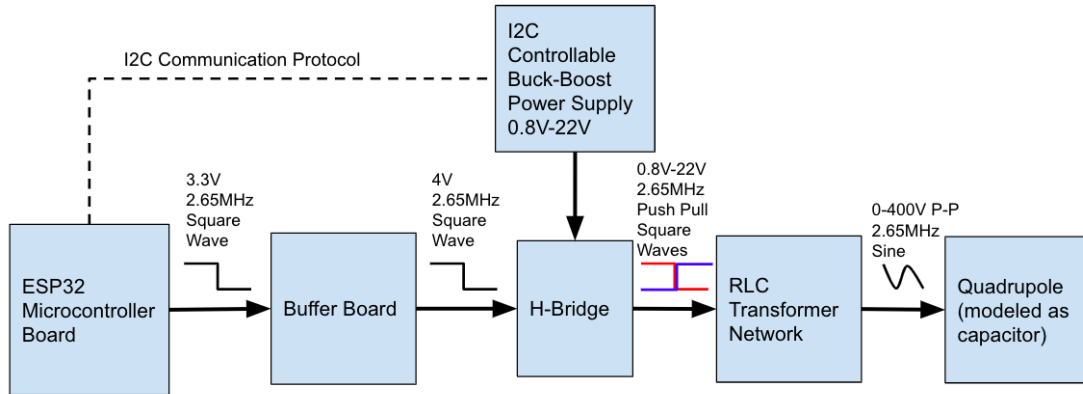 I2C
Controllable
Buck-Boost
Power Supply
0.8V-22V
I2C Communication Protocol
3.3V
2.65MHz
Square
Wave
4V
2.65MHz
Square
Wave
0.8V-22V
2.65MHz
Push Pull
Square
Waves
0-400V P-P
2.65MHz
Sine
ESP32
Microcontroller
Board
Buffer Board
H-Bridge
RLC
Transformer
Network
Quadrupole
(modeled as
capacitor)